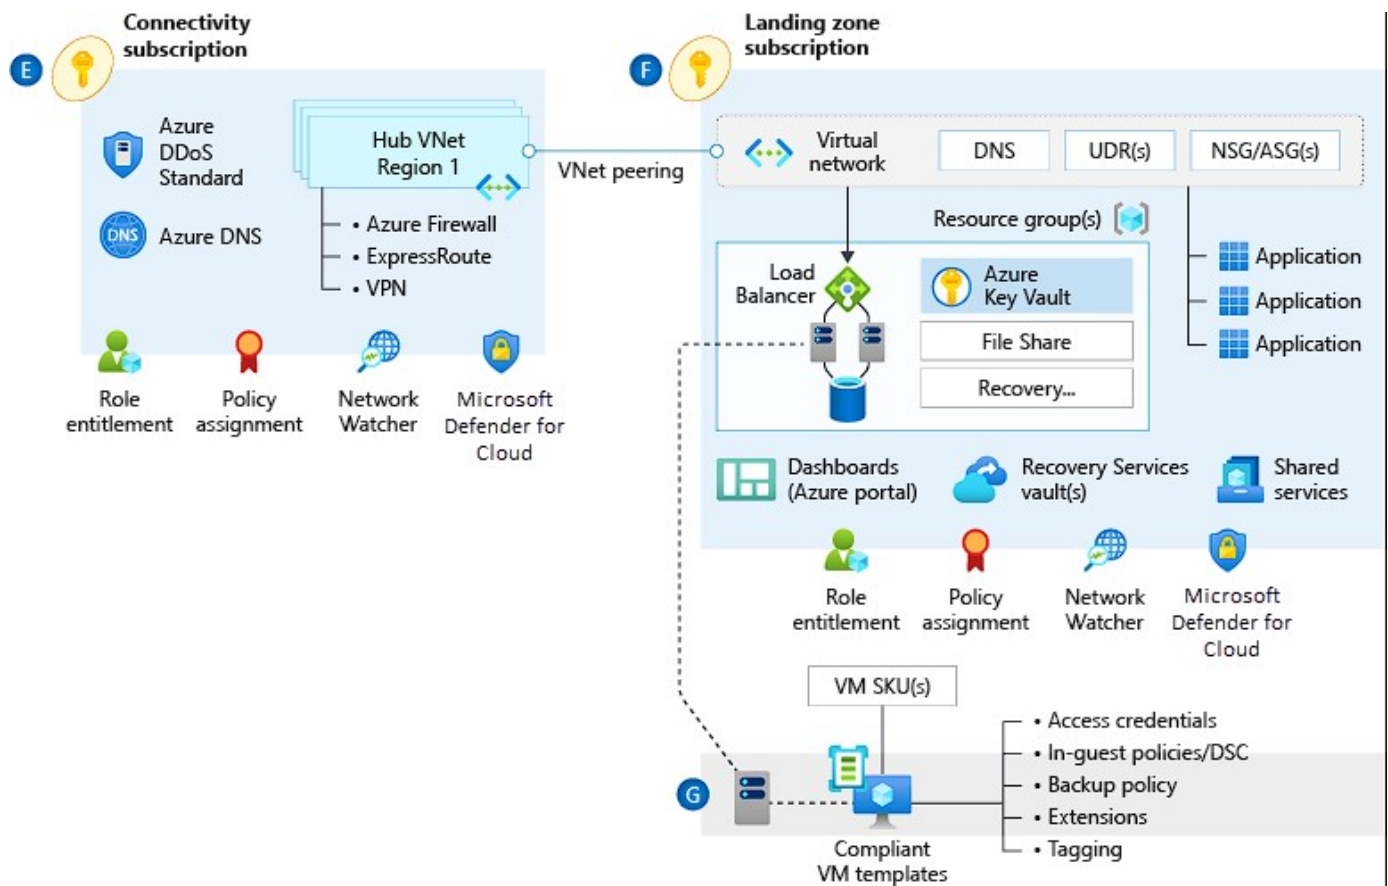 Connectivity
subscription
E
Azure
DDoS
Standard
DNS
Azure DNS
Hub VNet
Region 1
• Azure Firewall
• ExpressRoute
• VPN
VNet peering
Role
entitlement
Policy
assignment
Network
Watcher
Microsoft
Defender for
Cloud
Landing zone
subscription
F
Virtual
network
DNS
UDR(s)
NSG/ASG(s)
Resource group(s)
Load
Balancer
Azure
Key Vault
File Share
Recovery...
Application
Application
Application
Dashboards
(Azure portal)
Recovery Services
vault(s)
Shared
services
Role
entitlement
Policy
assignment
Network
Watcher
Microsoft
Defender for
Cloud
VM SKU(s)
G
Compliant
VM templates
• Access credentials
• In-guest policies/DSC
• Backup policy
• Extensions
• Tagging